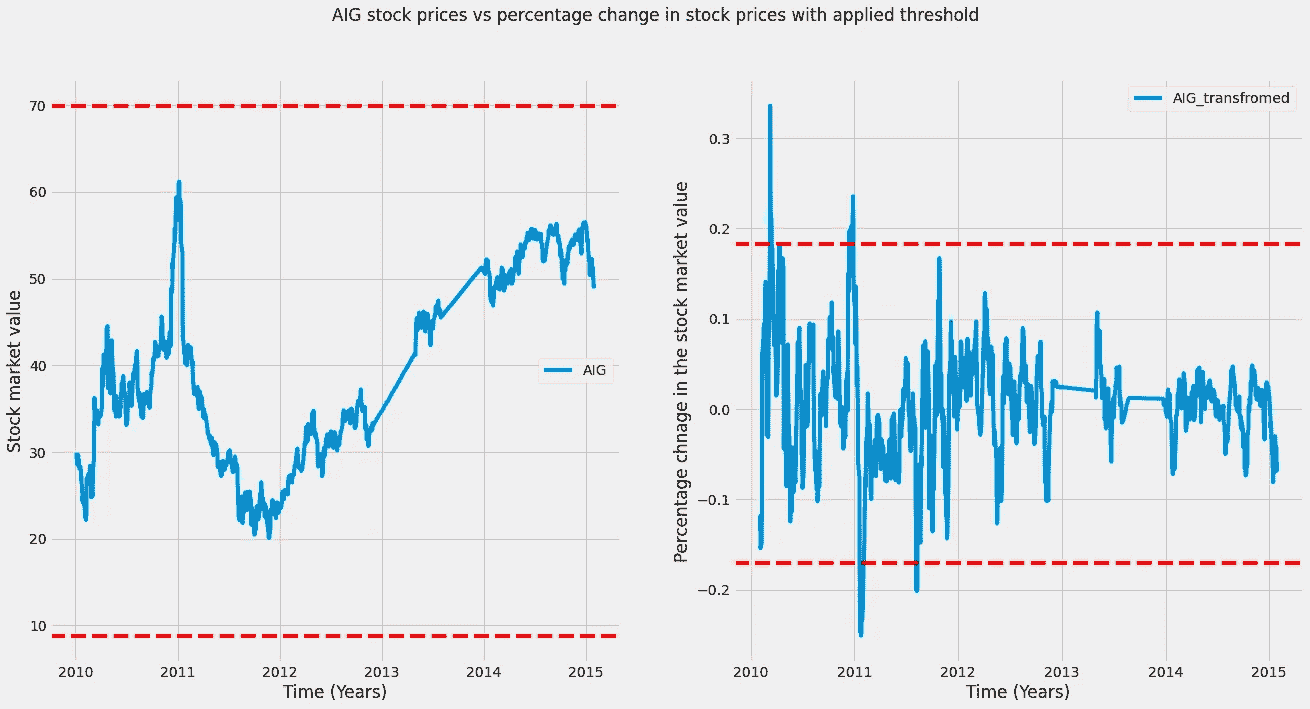 AIG stock prices vs percentage change in stock prices with applied threshold
Stock market value
70
60
50
40
30
20
10
AIG
2010 2011 2012 2013 2014 2015
Time (Years)
Percentage chnage in the stock market value
0.3
0.2
0.1
0.0
−0.1
−0.2
AIG_transfromed
2010 2011 2012 2013 2014 2015
Time (Years)